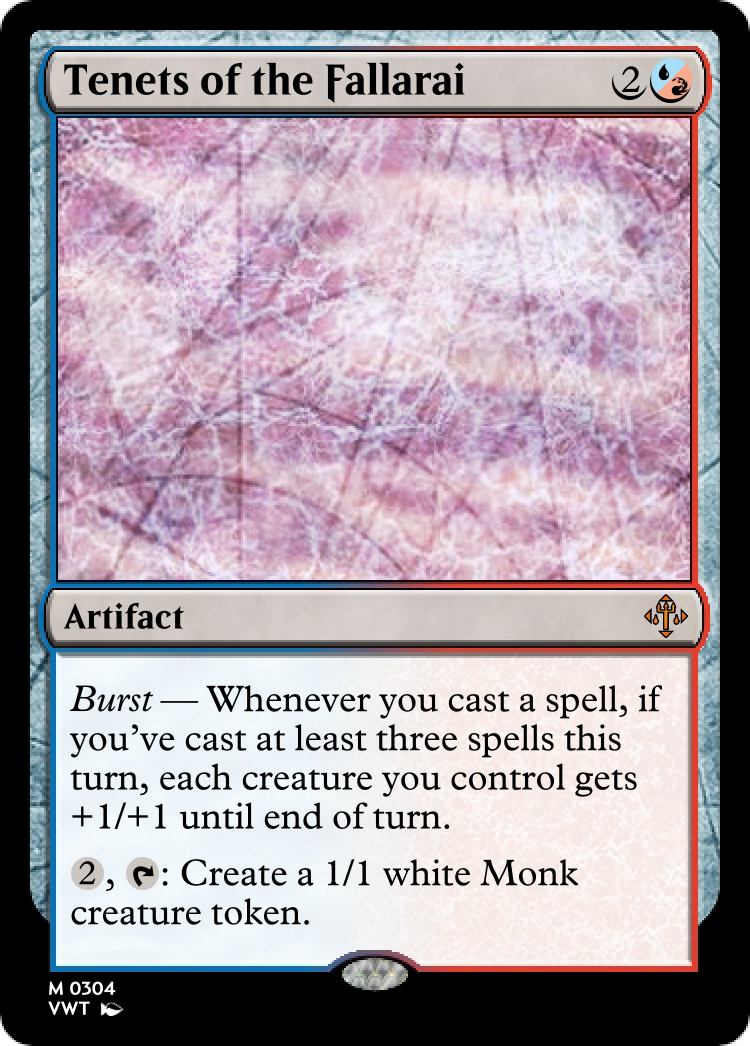 Tenets of the Fallarai 2
Artifact
Burst — Whenever you cast a spell, if
you’ve cast at least three spells this
turn, each creature you control gets
+1/+1 until end of turn.
2, : Create a 1/1 white Monk
creature token.
M 0304
VWT